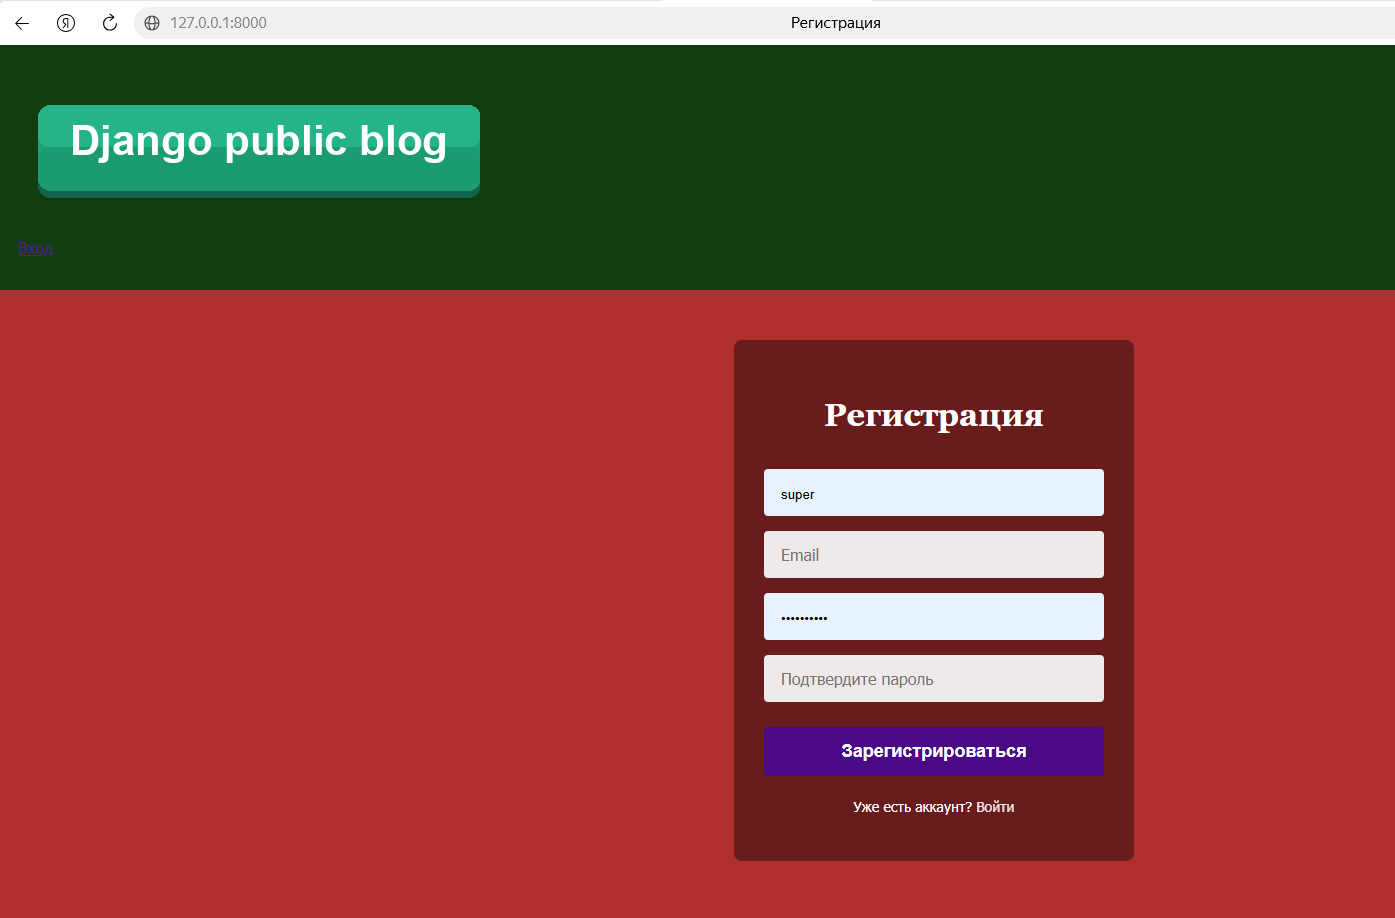 127.0.0.1:8000
Регистрация
Django public blog
Вход
Регистрация
super
Email
••••••••••
Подтвердите пароль
Зарегистрироваться
Уже есть аккаунт? Войти